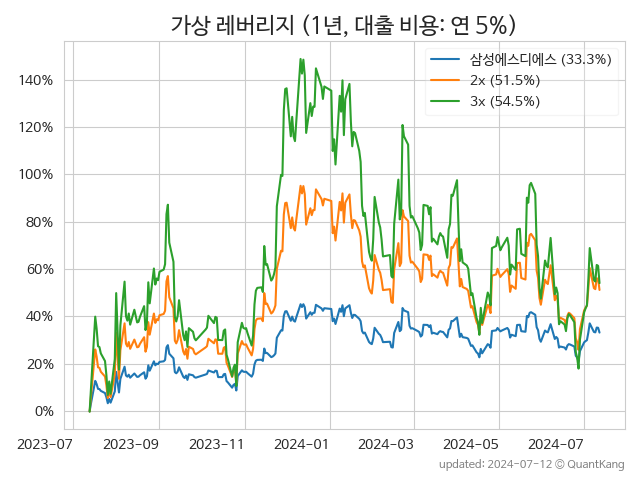 가상 레버리지 (1년, 대출 비용: 연 5%)
삼성에스디에스 (33.3%)
2x (51.5%)
3x (54.5%)
140%
120%
100%
80%
60%
40%
20%
0%
2023-07 2023-09 2023-11 2024-01 2024-03 2024-05 2024-07
updated: 2024-07-12 © QuantKang